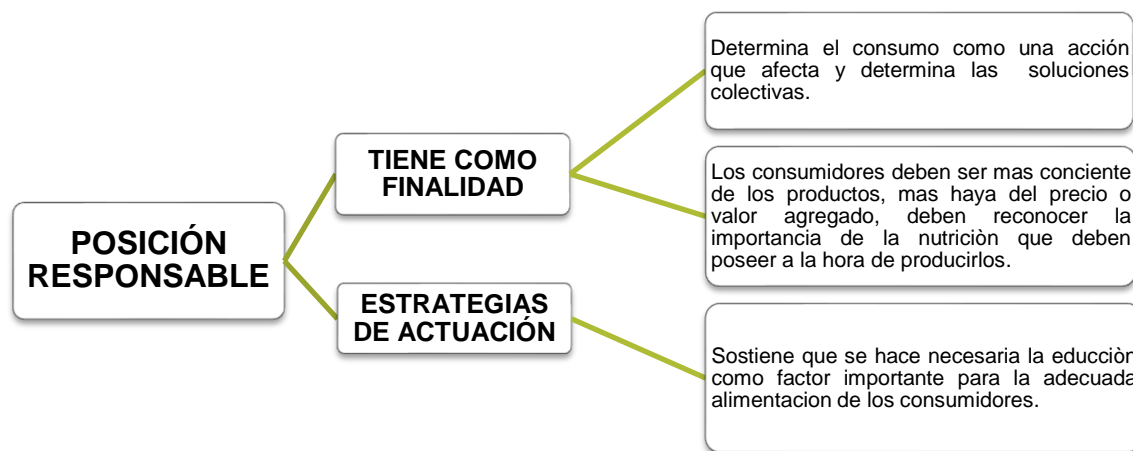 POSICIÓN
RESPONSABLE
TIENE COMO
FINALIDAD
Determina el consumo como una acción
que afecta y determina las soluciones
colectivas.
Los consumidores deben ser mas conciente
de los productos, mas haya del precio o
valor agregado, deben reconocer la
importancia de la nutriciòn que deben
poseer a la hora de producirlos.
ESTRATEGIAS
DE ACTUACIÓN
Sostiene que se hace necesaria la educciòn
como factor importante para la adecuada
alimentacion de los consumidores.